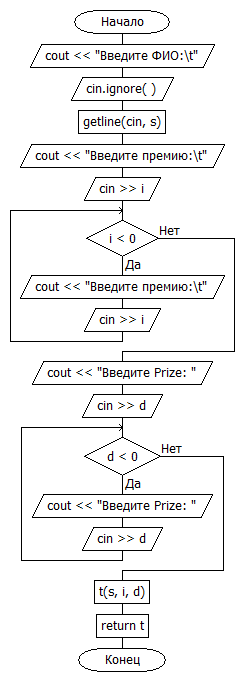 Начало
cout << "Введите ФИО:\t"
cin.ignore( )
getline(cin, s)
cout << "Введите премию:\t"
cin >> i
i < 0
Нет
Да
cout << "Введите премию:\t"
cin >> i
cout << "Введите Prize: "
cin >> d
d < 0
Нет
Да
cout << "Введите Prize: "
cin >> d
t(s, i, d)
return t
Конец